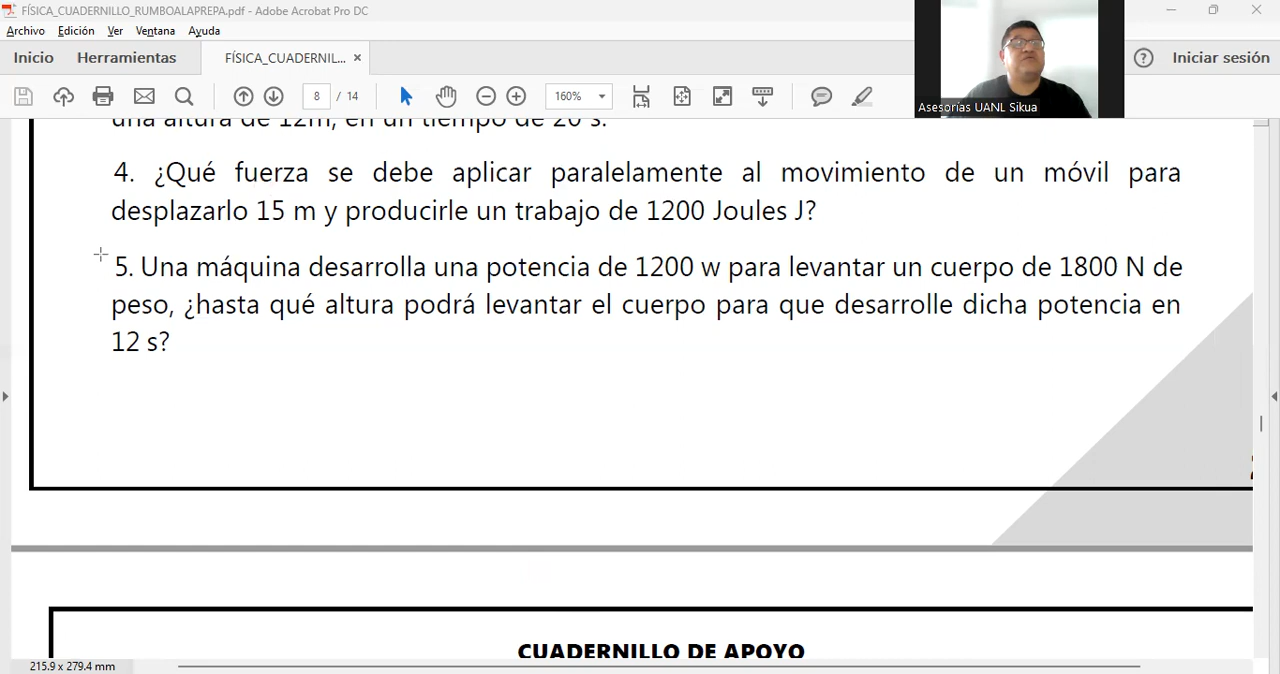 FÍSICA_CUADERNILLO_RUMBOALAPREPA.pdf - Adobe Acrobat Pro DC
Archivo Edición Ver Ventana Ayuda
Inicio Herramientas FÍSICA_CUADERNIL... × Iniciar sesión
8 / 14 160%
Asesorías UANL Sikua
una altura de 12m, en un tiempo de 20 s.
4. ¿Qué fuerza se debe aplicar paralelamente al movimiento de un móvil para
desplazarlo 15 m y producirle un trabajo de 1200 Joules J?
5. Una máquina desarrolla una potencia de 1200 w para levantar un cuerpo de 1800 N de
peso, ¿hasta qué altura podrá levantar el cuerpo para que desarrolle dicha potencia en
12 s?
CUADERNILLO DE APOYO
215.9 x 279.4 mm